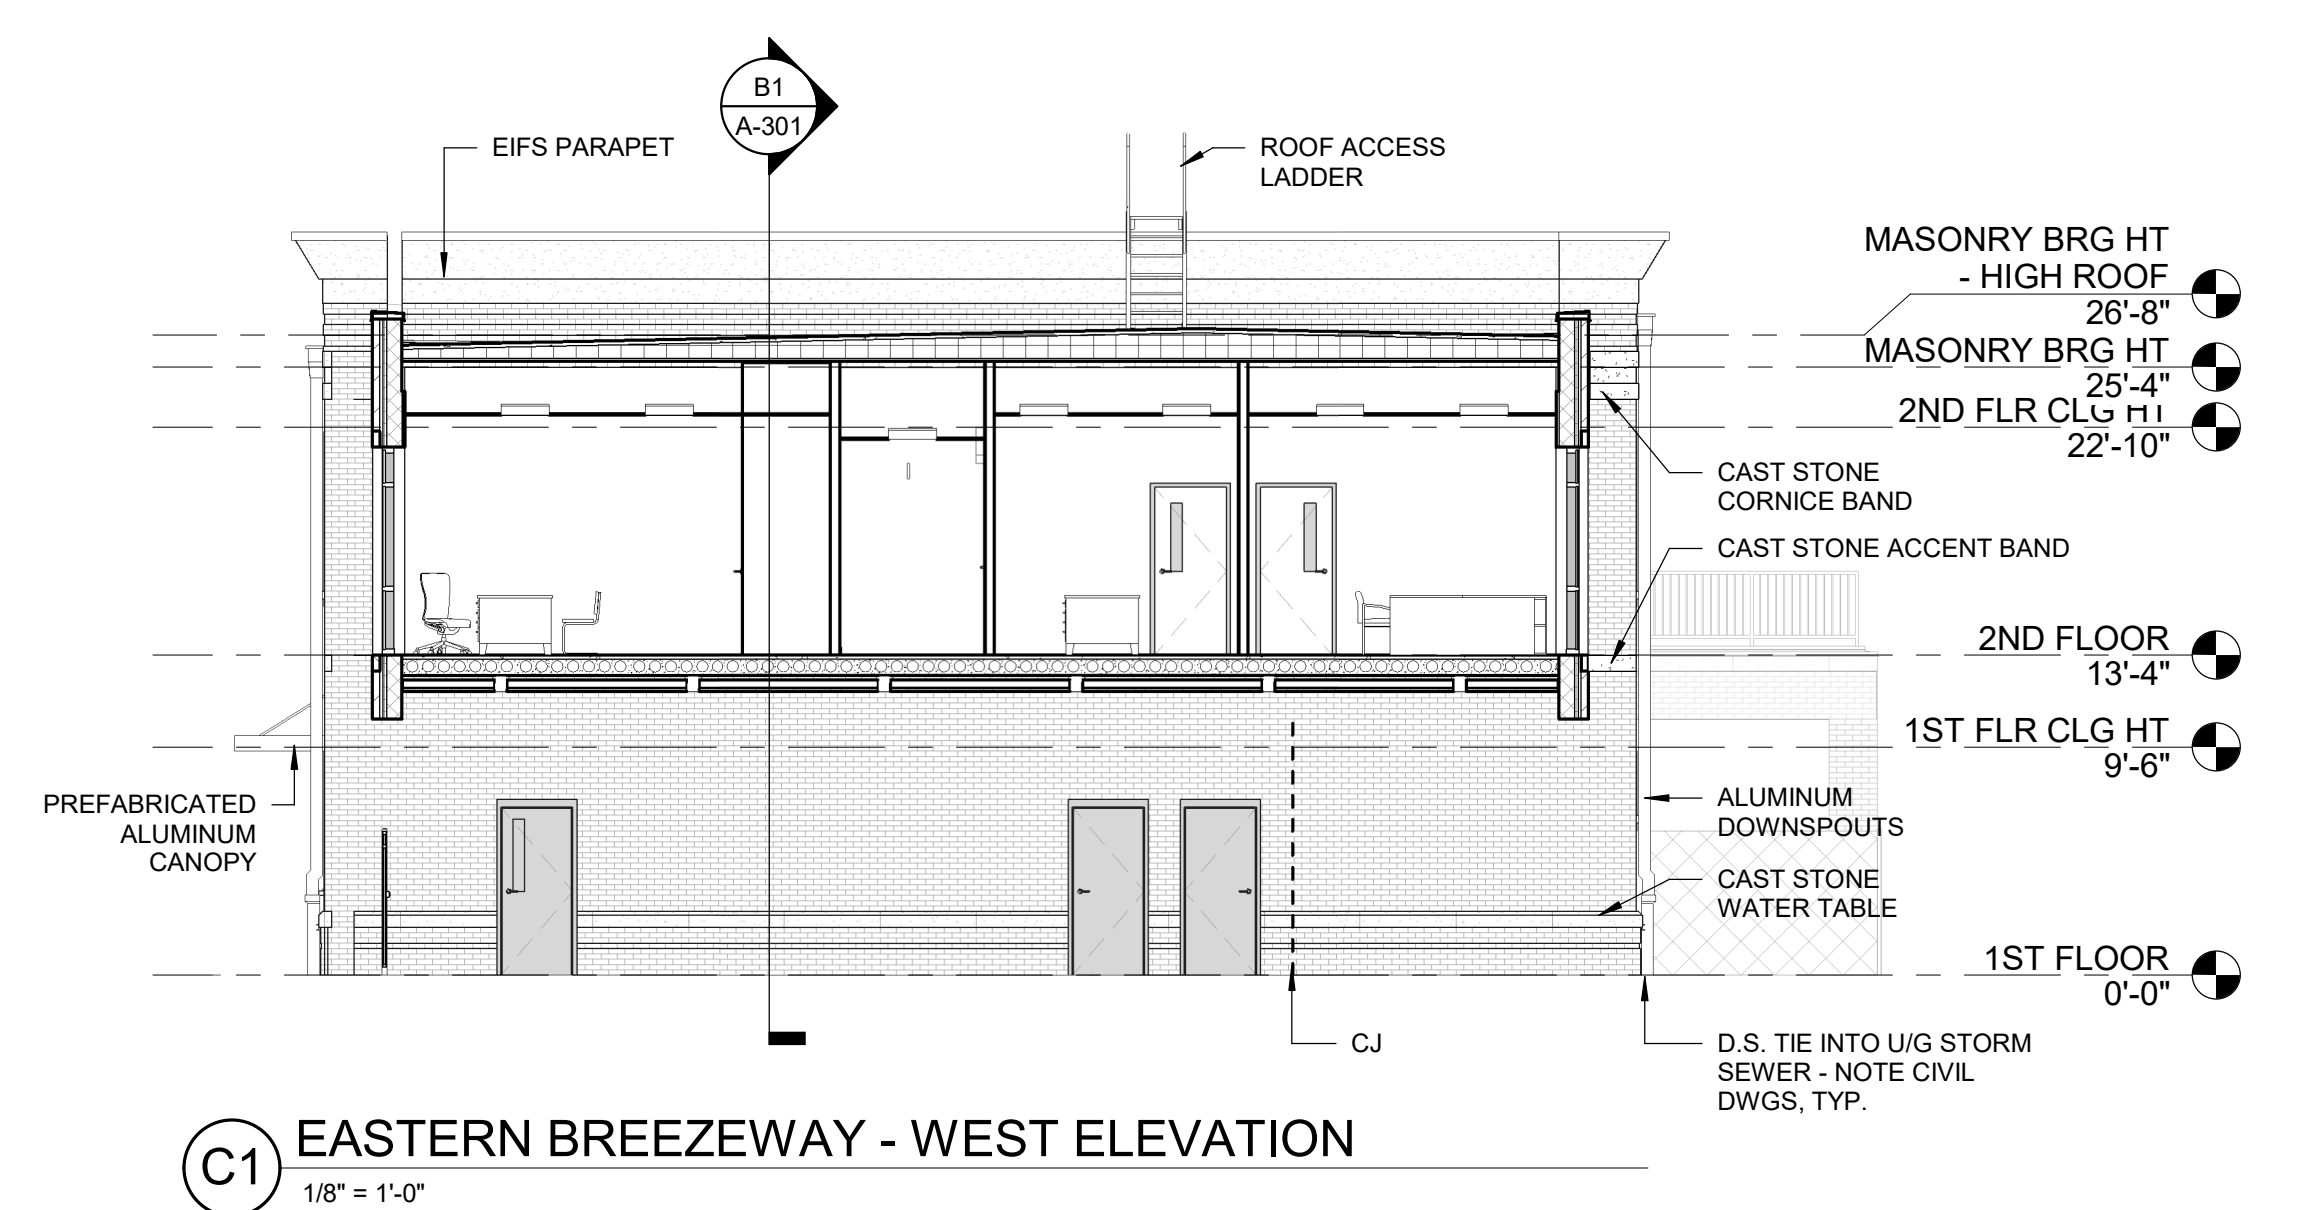 B1
A-301
EIFS PARAPET
ROOF ACCESS
LADDER
MASONRY BRG HT
- HIGH ROOF
26'-8"
MASONRY BRG HT
25'-4"
2ND FLR CLG HT
22'-10"
CAST STONE
CORNICE BAND
CAST STONE ACCENT BAND
2ND FLOOR
13'-4"
1ST FLR CLG HT
9'-6"
PREFABRICATED
ALUMINUM
CANOPY
ALUMINUM
DOWNSPOUTS
CAST STONE
WATER TABLE
1ST FLOOR
0'-0"
CJ
D.S. TIE INTO U/G STORM
SEWER - NOTE CIVIL
DWGS, TYP.
C1
EASTERN BREEZEWAY - WEST ELEVATION
1/8" = 1'-0"